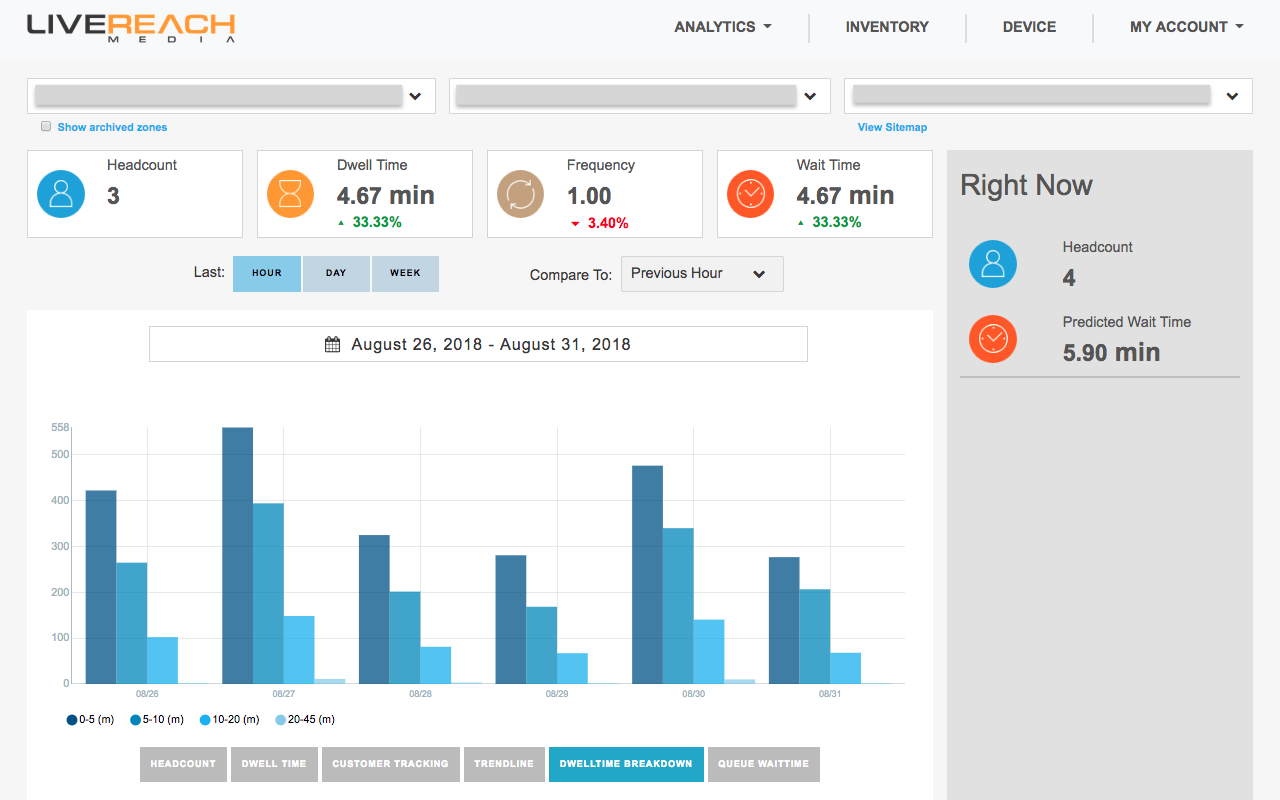 LIVEREACH
MEDIA
ANALYTICS
INVENTORY
DEVICE
MY ACCOUNT
Show archived zones
View Sitemap
Headcount
3
Dwell Time
4.67 min
33.33%
Frequency
1.00
3.40%
Wait Time
4.67 min
33.33%
Right Now
Headcount
4
Predicted Wait Time
5.90 min
Last:
HOUR
DAY
WEEK
Compare To:
Previous Hour
August 26, 2018 - August 31, 2018
558
500
400
300
200
100
0
08/26
08/27
08/28
08/29
08/30
08/31
0-5 (m)
5-10 (m)
10-20 (m)
20-45 (m)
HEADCOUNT
DWELL TIME
CUSTOMER TRACKING
TRENDLINE
DWELLTIME BREAKDOWN
QUEUE WAITTIME